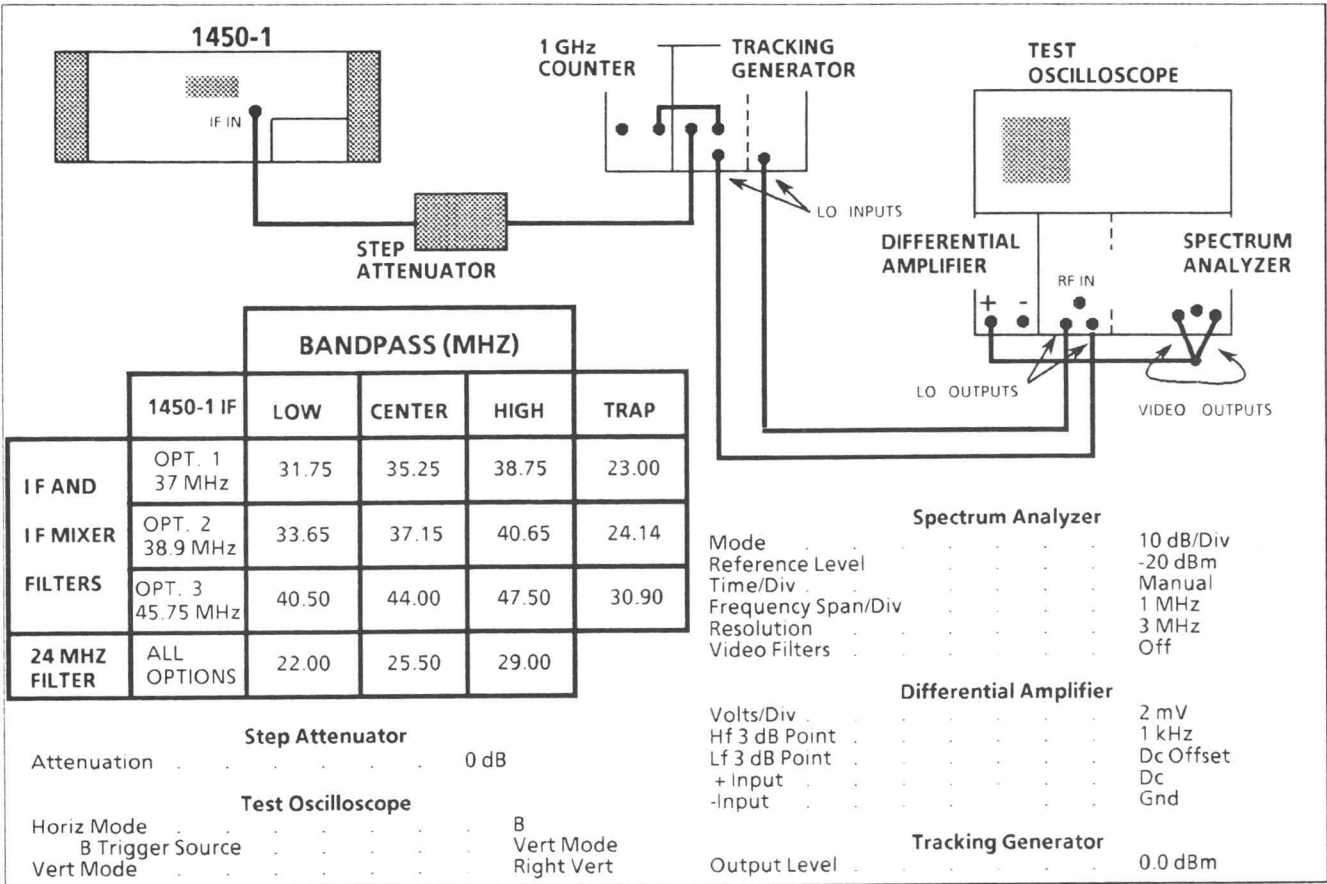 1450-1
IF IN
1 GHz
COUNTER
TRACKING
GENERATOR
TEST
OSCILLOSCOPE
LO INPUTS
STEP
ATTENUATOR
DIFFERENTIAL
AMPLIFIER
SPECTRUM
ANALYZER
RF IN
+ -
LO OUTPUTS
VIDEO OUTPUTS
BANDPASS (MHZ)
1450-1 IF LOW CENTER HIGH TRAP
IF AND
IF MIXER
FILTERS
OPT. 1
37 MHz
31.75 35.25 38.75 23.00
OPT. 2
38.9 MHz
33.65 37.15 40.65 24.14
OPT. 3
45.75 MHz
40.50 44.00 47.50 30.90
24 MHZ
FILTER
ALL
OPTIONS
22.00 25.50 29.00
Step Attenuator
Attenuation . . . . . . 0 dB
Test Oscilloscope
Horiz Mode . . . . . . . B
B Trigger Source . . . . . Vert Mode
Vert Mode . . . . . . . Right Vert
Spectrum Analyzer
Mode . . . . . . . 10 dB/Div
Reference Level . . . . . -20 dBm
Time/Div . . . . . . . Manual
Frequency Span/Div . . . . . 1 MHz
Resolution . . . . . . 3 MHz
Video Filters . . . . . . Off
Differential Amplifier
Volts/Div . . . . . . . 2 mV
Hf 3 dB Point . . . . . . 1 kHz
Lf 3 dB Point . . . . . . Dc Offset
+ Input . . . . . . . Dc
-Input . . . . . . . Gnd
Tracking Generator
Output Level . . . . . . 0.0 dBm